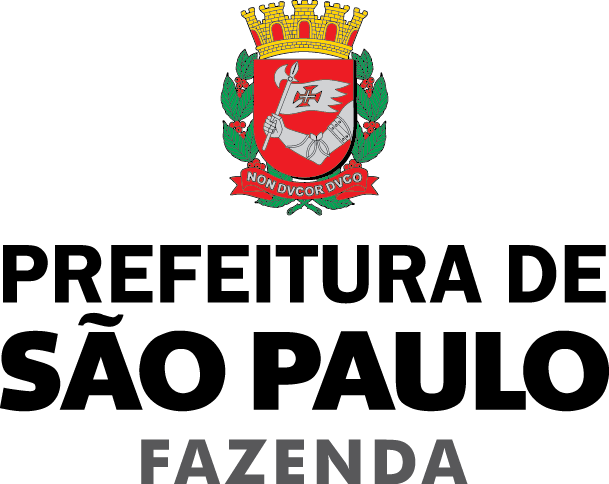 NON DVCOR DVCO
PREFEITURA DE
SÃO PAULO
FAZENDA